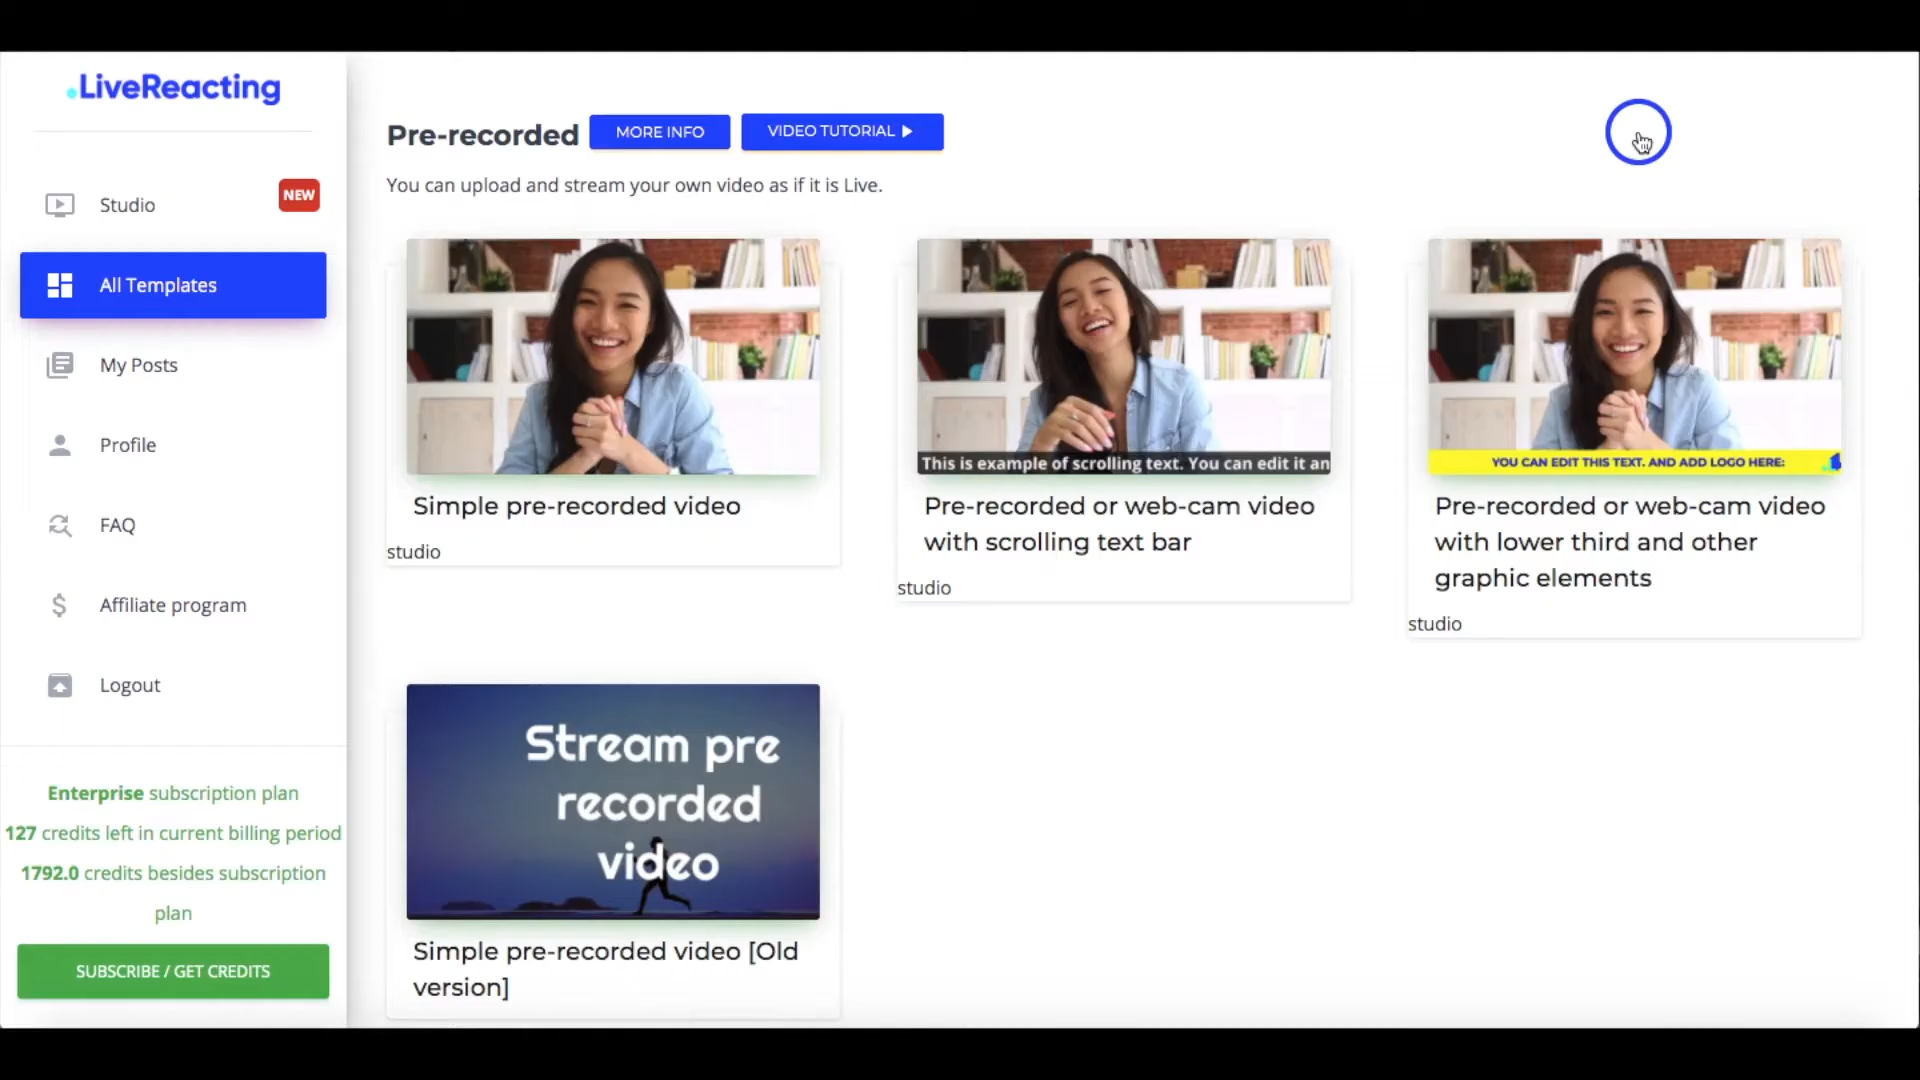 LiveReacting
Studio
NEW
All Templates
My Posts
Profile
FAQ
Affiliate program
Logout
Enterprise subscription plan
127 credits left in current billing period
1792.0 credits besides subscription
plan
SUBSCRIBE / GET CREDITS
Pre-recorded
MORE INFO
VIDEO TUTORIAL
You can upload and stream your own video as if it is Live.
Simple pre-recorded video
studio
This is example of scrolling text. You can edit it an
Pre-recorded or web-cam video
with scrolling text bar
studio
YOU CAN EDIT THIS TEXT. AND ADD LOGO HERE:
Pre-recorded or web-cam video
with lower third and other
graphic elements
studio
Stream pre
recorded
video
Simple pre-recorded video [Old
version]